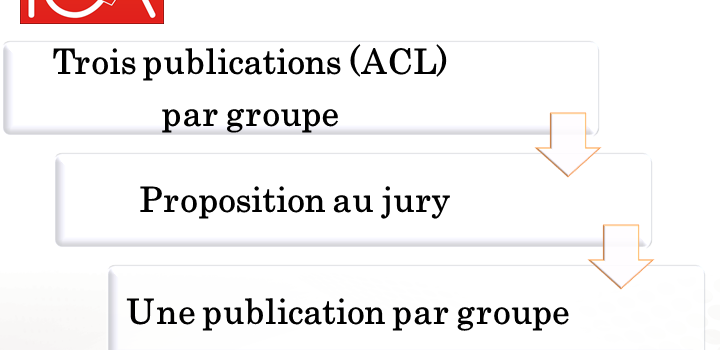 Trois publications (ACL)
par groupe
Proposition au jury
Une publication par groupe